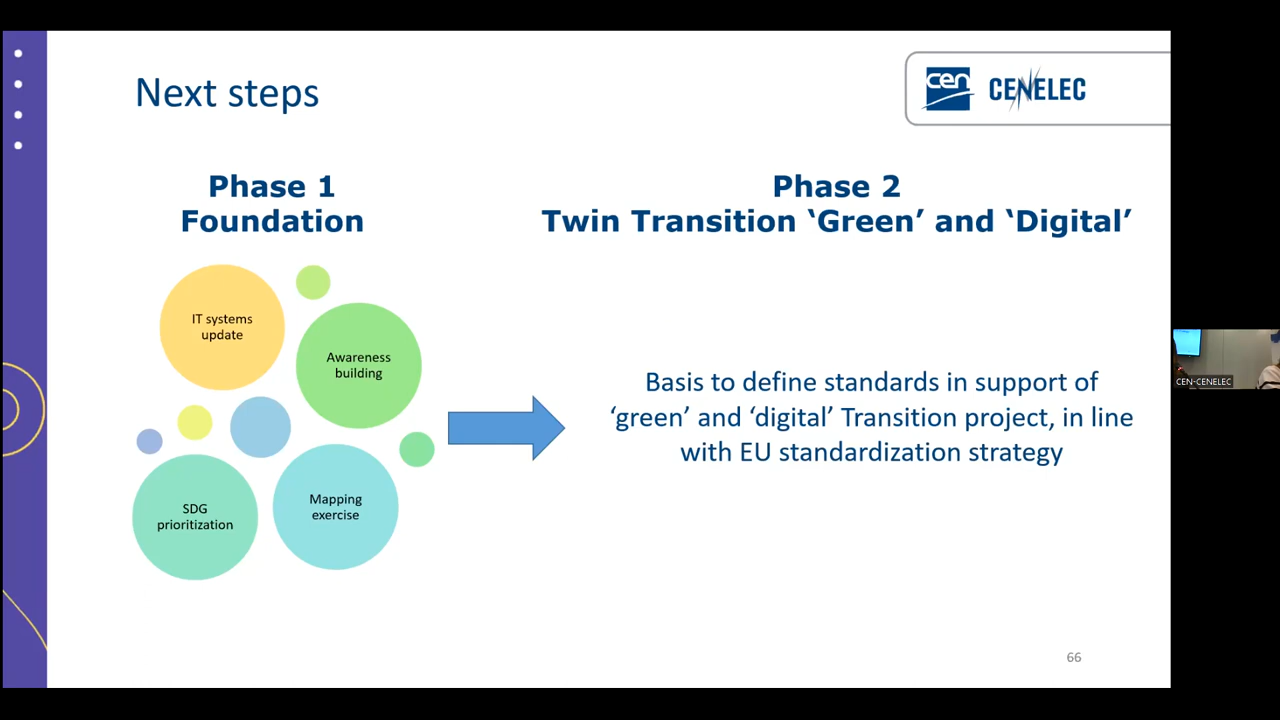 Next steps
cen
CENELEC
Phase 1
Foundation
Phase 2
Twin Transition ‘Green’ and ‘Digital’
IT systems
update
Awareness
building
SDG
prioritization
Mapping
exercise
Basis to define standards in support of
‘green’ and ‘digital’ Transition project, in line
with EU standardization strategy
CEN-CENELEC
66